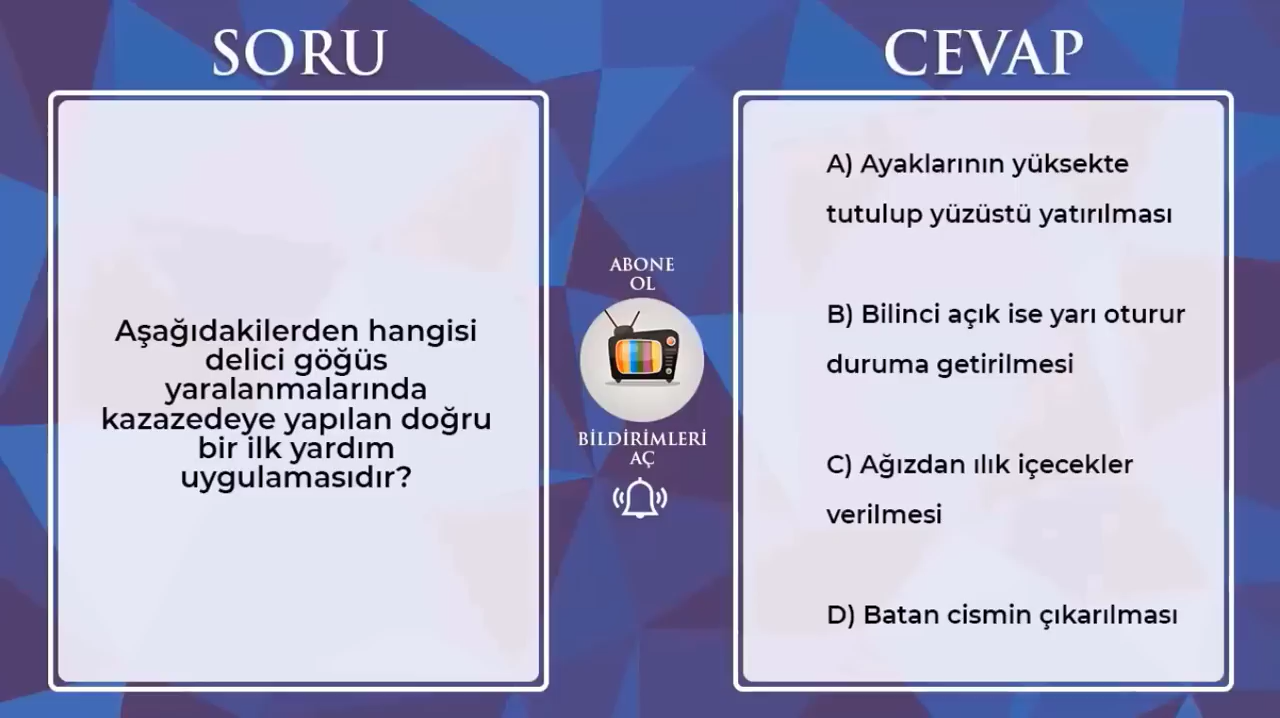 SORU
Aşağıdakilerden hangisi
delici göğüs
yaralanmalarında
kazazedeye yapılan doğru
bir ilk yardım
uygulamasıdır?
ABONE
OL
BİLDİRİMLERİ
AÇ
CEVAP
A) Ayaklarının yüksekte
tutulup yüzüstü yatırılması
B) Bilinci açık ise yarı oturur
duruma getirilmesi
C) Ağızdan ılık içecekler
verilmesi
D) Batan cismin çıkarılması